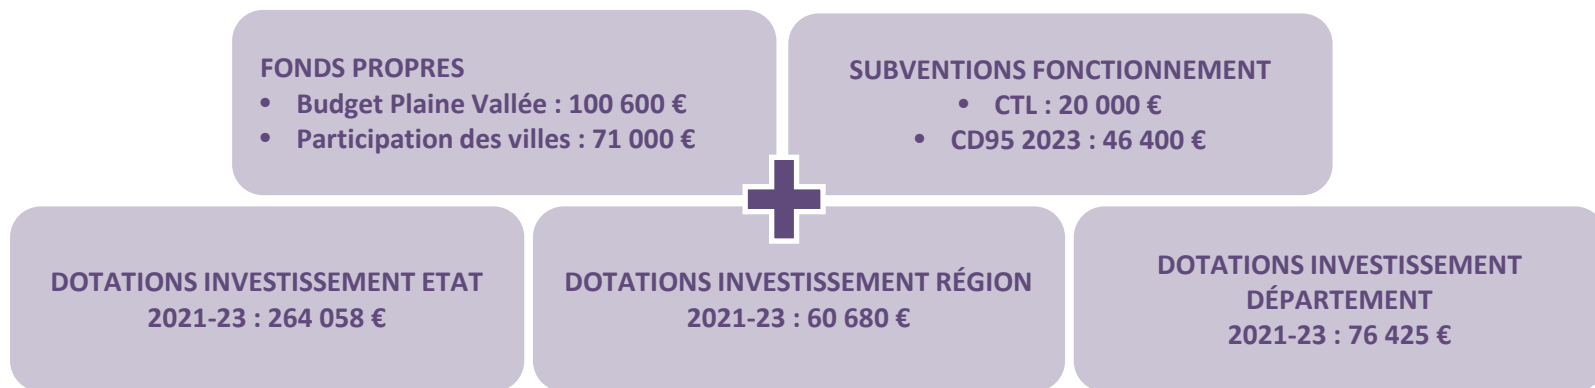 FONDS PROPRES
• Budget Plaine Vallée : 100 600 €
• Participation des villes : 71 000 €
SUBVENTIONS FONCTIONNEMENT
• CTL : 20 000 €
• CD95 2023 : 46 400 €
DOTATIONS INVESTISSEMENT ETAT
2021-23 : 264 058 €
DOTATIONS INVESTISSEMENT RÉGION
2021-23 : 60 680 €
DOTATIONS INVESTISSEMENT
DÉPARTEMENT
2021-23 : 76 425 €